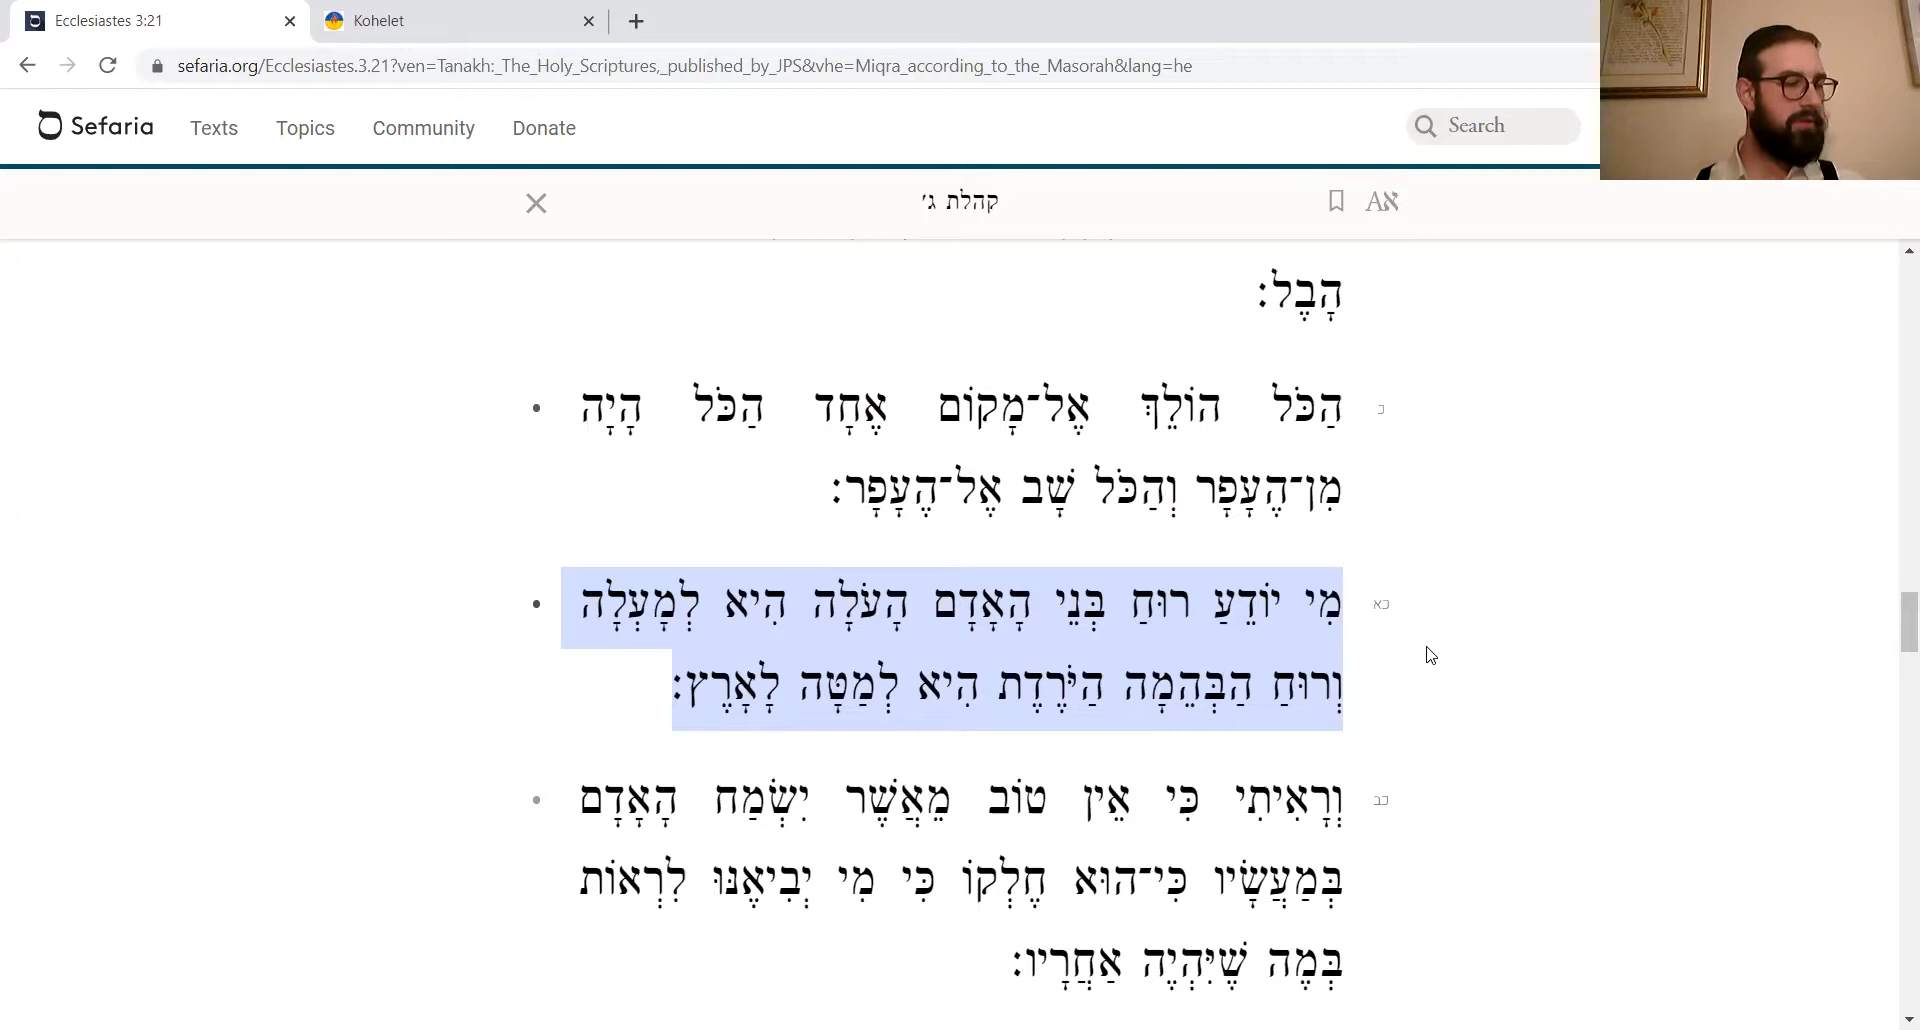 Ecclesiastes 3:21
Kohelet
sefaria.org/Ecclesiastes.3.21?ven=Tanakh:_The_Holy_Scriptures,_published_by_JPS&vhe=Miqra_according_to_the_Masorah&lang=he
Sefaria Texts Topics Community Donate Search
קהלת ג׳ Aא
הָבֶל׃
כ הַכֹּל הוֹלֵךְ אֶל־מָקוֹם אֶחָד הַכֹּל הָיָה
מִן־הֶעָפָר וְהַכֹּל שָׁב אֶל־הֶעָפָר׃
כא מִי יוֹדֵעַ רוּחַ בְּנֵי הָאָדָם הָעֹלָה הִיא לְמָעְלָה
וְרוּחַ הַבְּהֵמָה הַיֹּרֶדֶת הִיא לְמַטָּה לָאָרֶץ׃
כב וְרָאִיתִי כִּי אֵין טוֹב מֵאֲשֶׁר יִשְׂמַח הָאָדָם
בְּמַעֲשָׂיו כִּי־הוּא חֶלְקוֹ כִּי מִי יְבִיאֶנּוּ לִרְאוֹת
בְּמֶה שֶׁיִּהְיֶה אַחֲרָיו׃